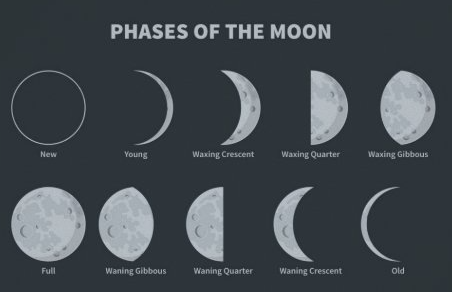 PHASES OF THE MOON
New
Young
Waxing Crescent
Waxing Quarter
Waxing Gibbous
Full
Waning Gibbous
Waning Quarter
Waning Crescent
Old